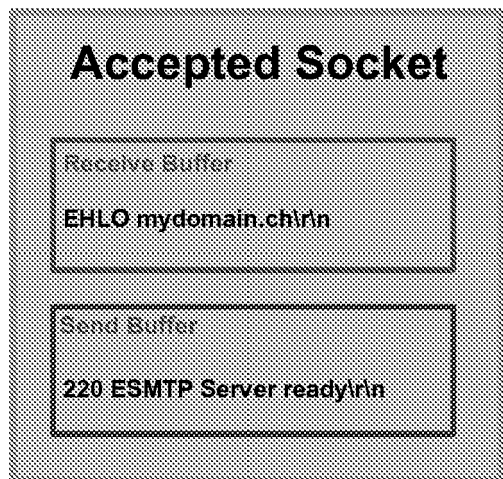 Accepted Socket
Receive Buffer
EHLO mydomain.ch\r\n
Send Buffer
220 ESMTP Server ready\r\n